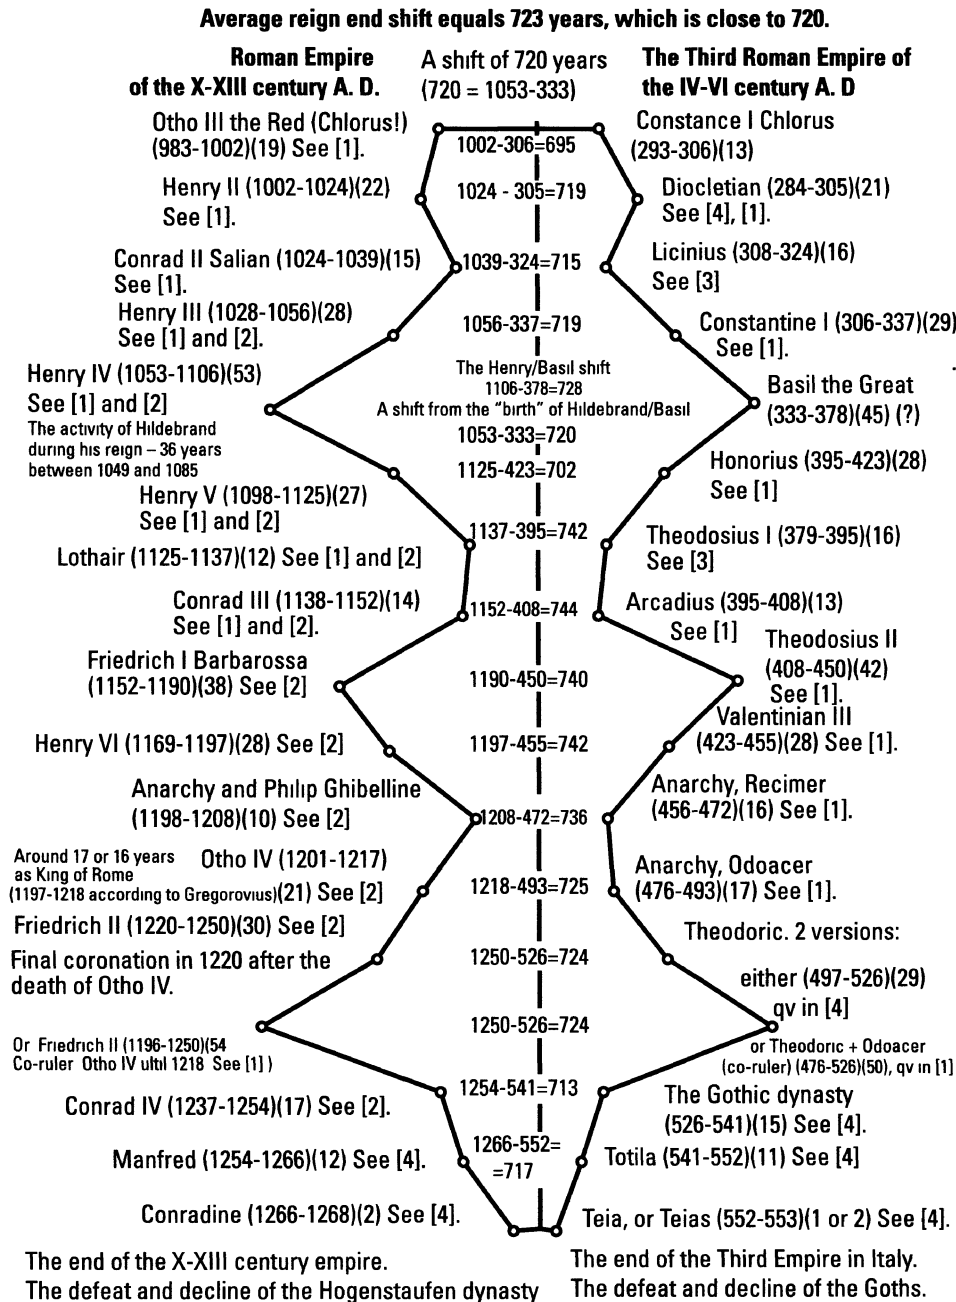 Average reign end shift equals 723 years, which is close to 720.
Roman Empire
of the X-XIII century A. D.
A shift of 720 years
(720 = 1053-333)
The Third Roman Empire of
the IV-VI century A. D
Otho III the Red (Chlorus!)
(983-1002)(19) See [1].
1002-306=695
Constance I Chlorus
(293-306)(13)
Henry II (1002-1024)(22)
See [1].
1024 - 305=719
Diocletian (284-305)(21)
See [4], [1].
Conrad II Salian (1024-1039)(15)
See [1].
1039-324=715
Licinius (308-324)(16)
See [3]
Henry III (1028-1056)(28)
See [1] and [2].
1056-337=719
Constantine I (306-337)(29)
See [1].
Henry IV (1053-1106)(53)
See [1] and [2]
The activity of Hildebrand
during his reign – 36 years
between 1049 and 1085
The Henry/Basil shift
1106-378=728
A shift from the "birth" of Hildebrand/Basil
1053-333=720
Basil the Great
(333-378)(45) (?)
Henry V (1098-1125)(27)
See [1] and [2]
1125-423=702
Honorius (395-423)(28)
See [1]
Lothair (1125-1137)(12) See [1] and [2]
1137-395=742
Theodosius I (379-395)(16)
See [3]
Conrad III (1138-1152)(14)
See [1] and [2].
1152-408=744
Arcadius (395-408)(13)
See [1]
Friedrich I Barbarossa
(1152-1190)(38) See [2]
1190-450=740
Theodosius II
(408-450)(42)
See [1].
Henry VI (1169-1197)(28) See [2]
1197-455=742
Valentinian III
(423-455)(28) See [1].
Anarchy and Philip Ghibelline
(1198-1208)(10) See [2]
1208-472=736
Anarchy, Recimer
(456-472)(16) See [1].
Around 17 or 16 years
as King of Rome
Otho IV (1201-1217)
(1197-1218 according to Gregorovius)(21) See [2]
1218-493=725
Anarchy, Odoacer
(476-493)(17) See [1].
Friedrich II (1220-1250)(30) See [2]
Final coronation in 1220 after the
death of Otho IV.
1250-526=724
Theodoric. 2 versions:
either (497-526)(29)
qv in [4]
Or Friedrich II (1196-1250)(54
Co-ruler Otho IV ultil 1218 See [1] )
1250-526=724
or Theodoric + Odoacer
(co-ruler) (476-526)(50), qv in [1]
Conrad IV (1237-1254)(17) See [2].
1254-541=713
The Gothic dynasty
(526-541)(15) See [4].
Manfred (1254-1266)(12) See [4].
1266-552=
=717
Totila (541-552)(11) See [4]
Conradine (1266-1268)(2) See [4].
Teia, or Teias (552-553)(1 or 2) See [4].
The end of the X-XIII century empire.
The defeat and decline of the Hogenstaufen dynasty
The end of the Third Empire in Italy.
The defeat and decline of the Goths.